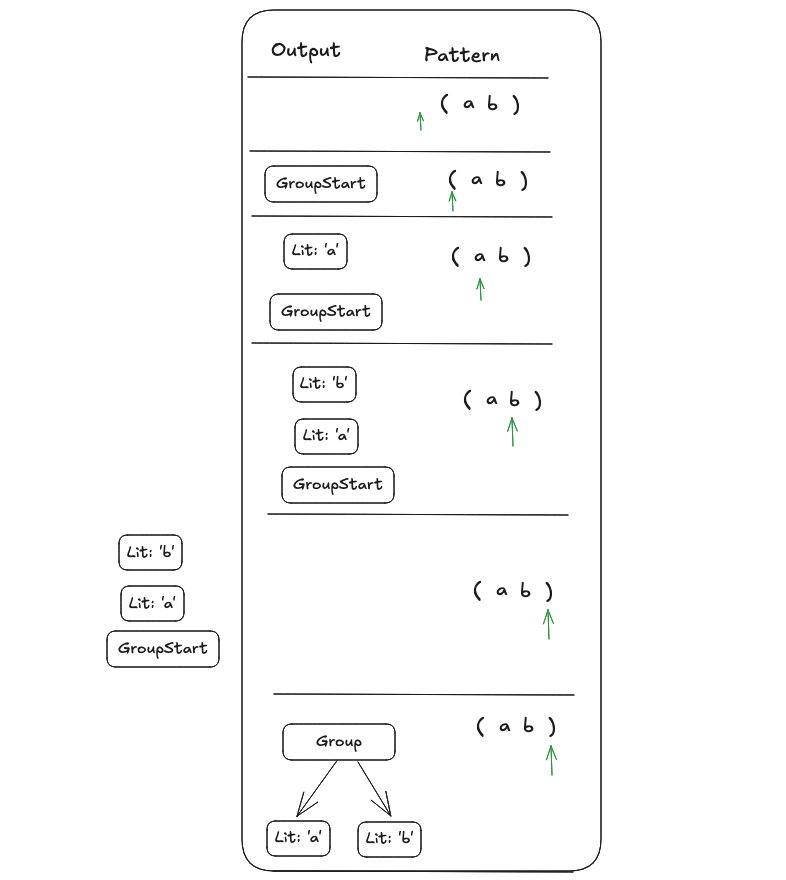 Output Pattern
( a b )
GroupStart ( a b )
Lit: 'a' ( a b )
GroupStart
Lit: 'b' ( a b )
Lit: 'a'
GroupStart
Lit: 'b'
( a b )
Lit: 'a'
GroupStart
( a b )
Group
Lit: 'a' Lit: 'b'